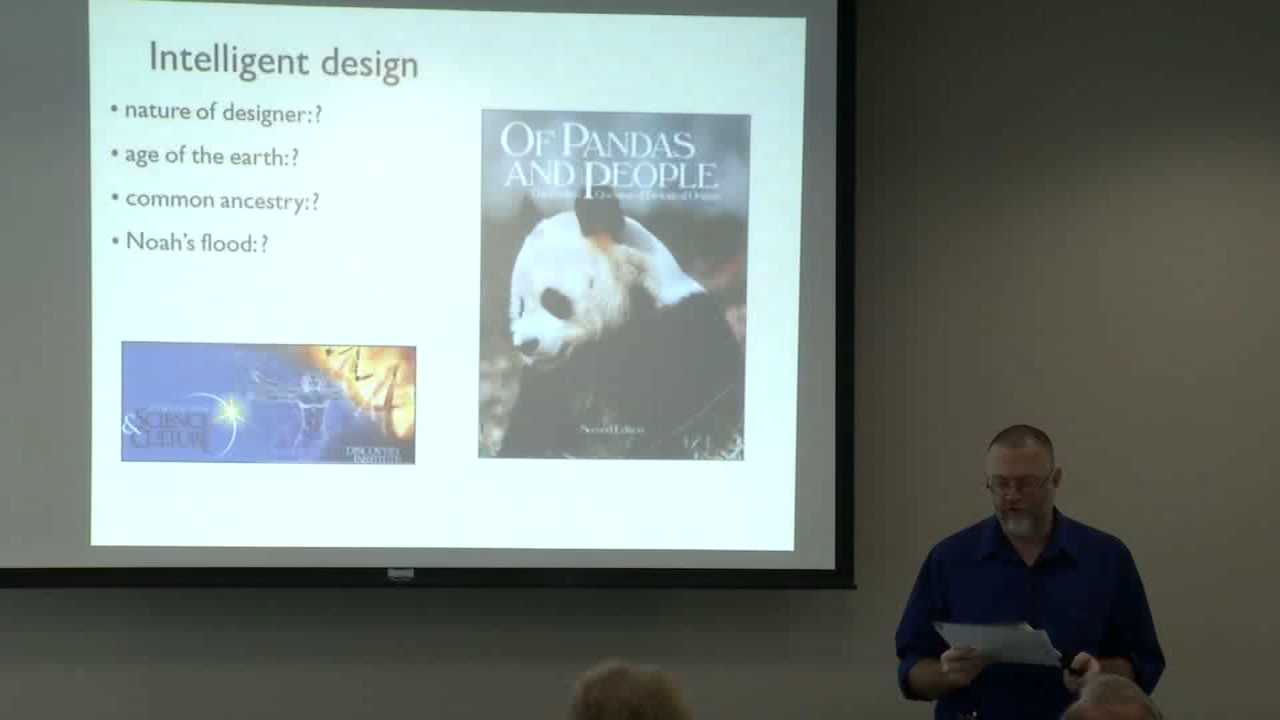 Intelligent design
• nature of designer:?
• age of the earth:?
• common ancestry:?
• Noah's flood:?
OF PANDAS
AND PEOPLE
Second Edition
SCIENCE
& CULTURE
DISCOVERY
INSTITUTE